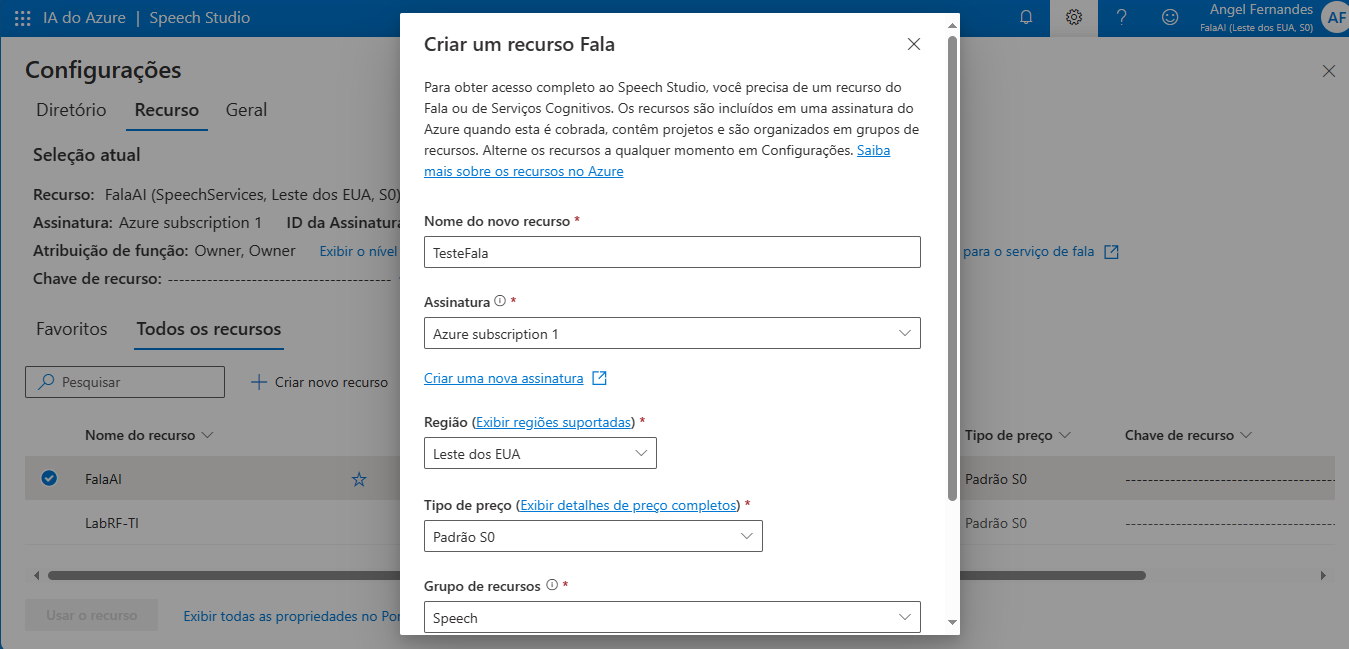 IA do Azure | Speech Studio
Angel Fernandes
FalaAI (Leste dos EUA, S0)
AF
Configurações
Diretório Recurso Geral
Seleção atual
Recurso: FalaAI (SpeechServices, Leste dos EUA, S0)
Assinatura: Azure subscription 1 ID da Assinatura
Atribuição de função: Owner, Owner Exibir o nível
para o serviço de fala
Chave de recurso: ----------------------------------------
Favoritos Todos os recursos
Pesquisar
Criar novo recurso
Nome do recurso
Tipo de preço
Chave de recurso
FalaAI
Padrão S0
--------------------------------------
LabRF-TI
Padrão S0
--------------------------------------
Usar o recurso
Exibir todas as propriedades no Por
Criar um recurso Fala
Para obter acesso completo ao Speech Studio, você precisa de um recurso do
Fala ou de Serviços Cognitivos. Os recursos são incluídos em uma assinatura do
Azure quando esta é cobrada, contêm projetos e são organizados em grupos de
recursos. Alterne os recursos a qualquer momento em Configurações. Saiba
mais sobre os recursos no Azure
Nome do novo recurso *
TesteFala
Assinatura *
Azure subscription 1
Criar uma nova assinatura
Região (Exibir regiões suportadas) *
Leste dos EUA
Tipo de preço (Exibir detalhes de preço completos) *
Padrão S0
Grupo de recursos *
Speech